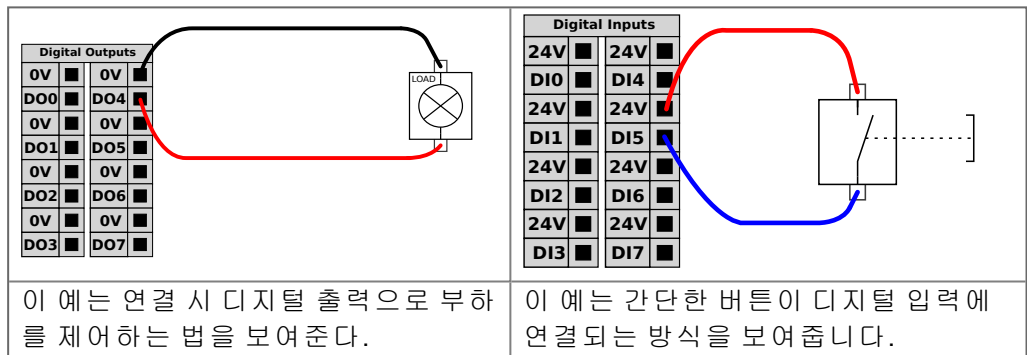 Digital Outputs
0V 0V
DO0 DO4
0V 0V
DO1 DO5
0V 0V
DO2 DO6
0V 0V
DO3 DO7
LOAD
이 예는 연결 시 디지털 출력으로 부하
를 제어하는 법을 보여준다.
Digital Inputs
24V 24V
DI0 DI4
24V 24V
DI1 DI5
24V 24V
DI2 DI6
24V 24V
DI3 DI7
이 예는 간단한 버튼이 디지털 입력에
연결되는 방식을 보여줍니다.